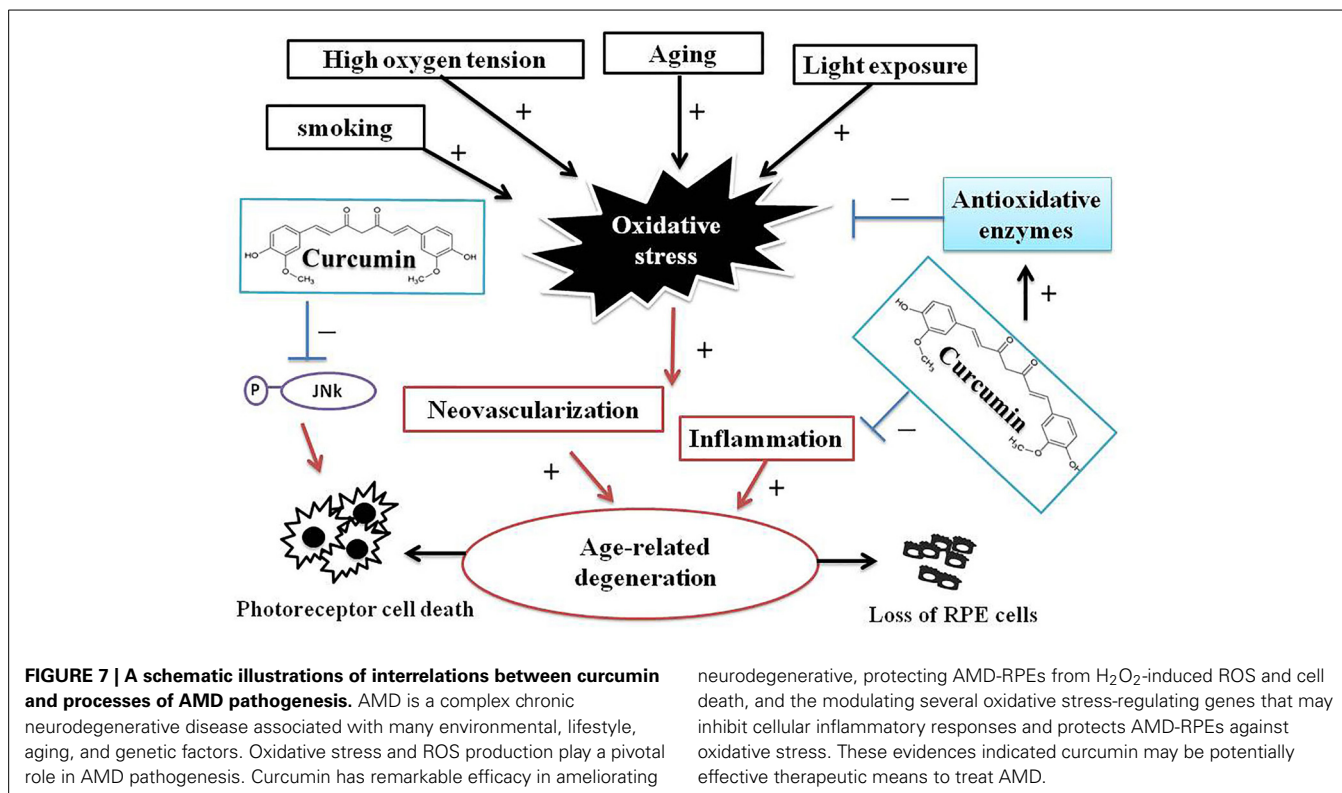 High oxygen tension
Aging
Light exposure
smoking
+
+
+
+
Oxidative
stress
–
Antioxidative
enzymes
O
O
HO
OH
O
CH3
H3C
O
Curcumin
–
+
+
P
JNk
Neovascularization
Inflammation
–
HO
O
CH3
O
O
Curcumin
H3C
O
OH
+
+
Age-related
degeneration
Photoreceptor cell death
Loss of RPE cells
FIGURE 7 | A schematic illustrations of interrelations between curcumin
and processes of AMD pathogenesis. AMD is a complex chronic
neurodegenerative disease associated with many environmental, lifestyle,
aging, and genetic factors. Oxidative stress and ROS production play a pivotal
role in AMD pathogenesis. Curcumin has remarkable efficacy in ameliorating
neurodegenerative, protecting AMD-RPEs from H2O2-induced ROS and cell
death, and the modulating several oxidative stress-regulating genes that may
inhibit cellular inflammatory responses and protects AMD-RPEs against
oxidative stress. These evidences indicated curcumin may be potentially
effective therapeutic means to treat AMD.